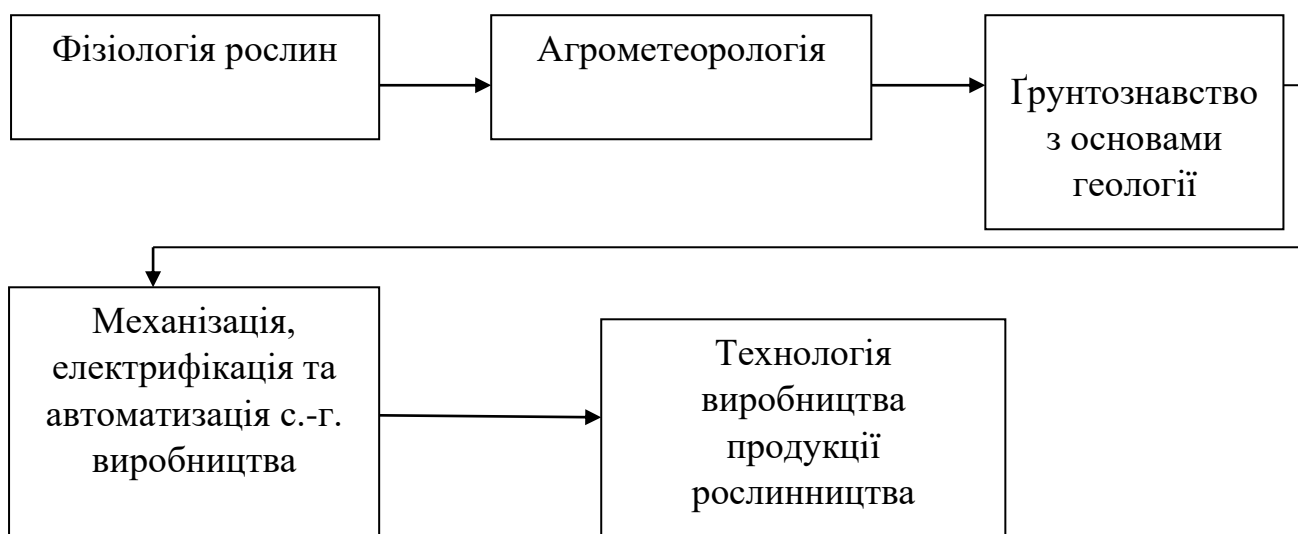 Фізіологія рослин
Агрометеорологія
Ґрунтознавство
з основами
геології
Механізація,
електрифікація та
автоматизація с.-г.
виробництва
Технологія
виробництва
продукції
рослинництва